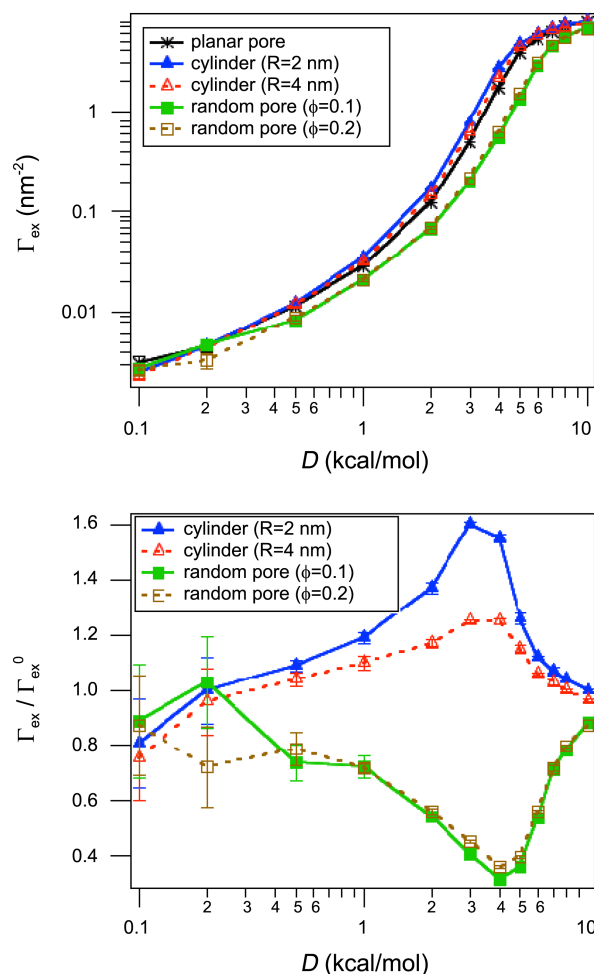 planar pore
cylinder (R=2 nm)
cylinder (R=4 nm)
random pore (ϕ=0.1)
random pore (ϕ=0.2)
1
0.1
0.01
Γex (nm-2)
0.1
2
3
4
5
6
1
2
3
4
5
6
10
D (kcal/mol)
cylinder (R=2 nm)
cylinder (R=4 nm)
random pore (ϕ=0.1)
random pore (ϕ=0.2)
1.6
1.4
1.2
1.0
0.8
0.6
0.4
Γex / Γex0
0.1
2
3
4
5
6
1
2
3
4
5
6
10
D (kcal/mol)